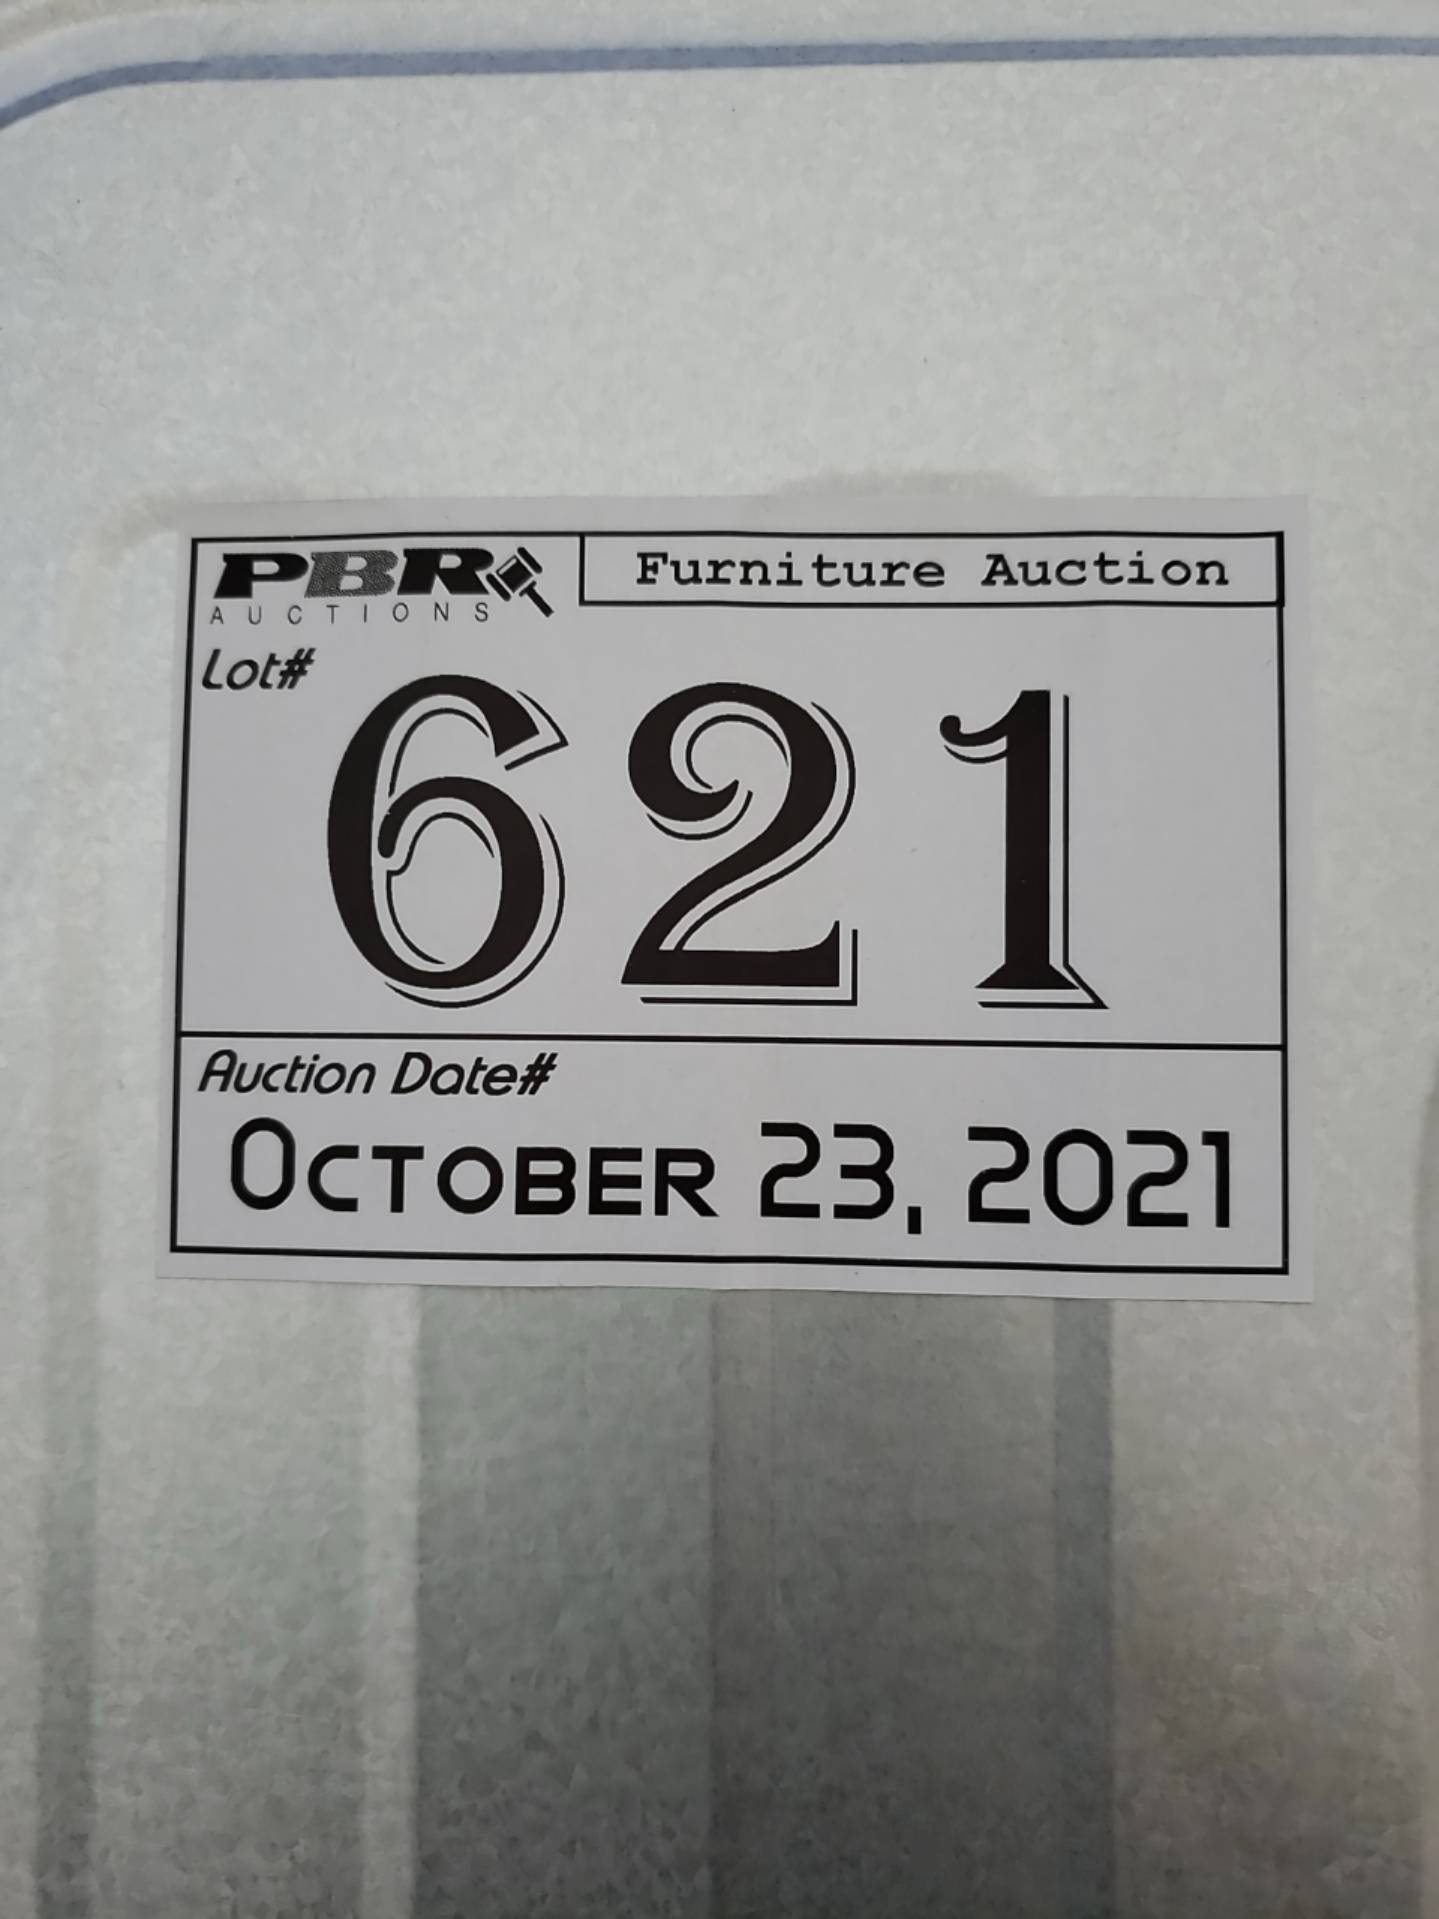 PBR
AUCTIONS
Furniture Auction
Lot#
621
Auction Date#
OCTOBER 23, 2021